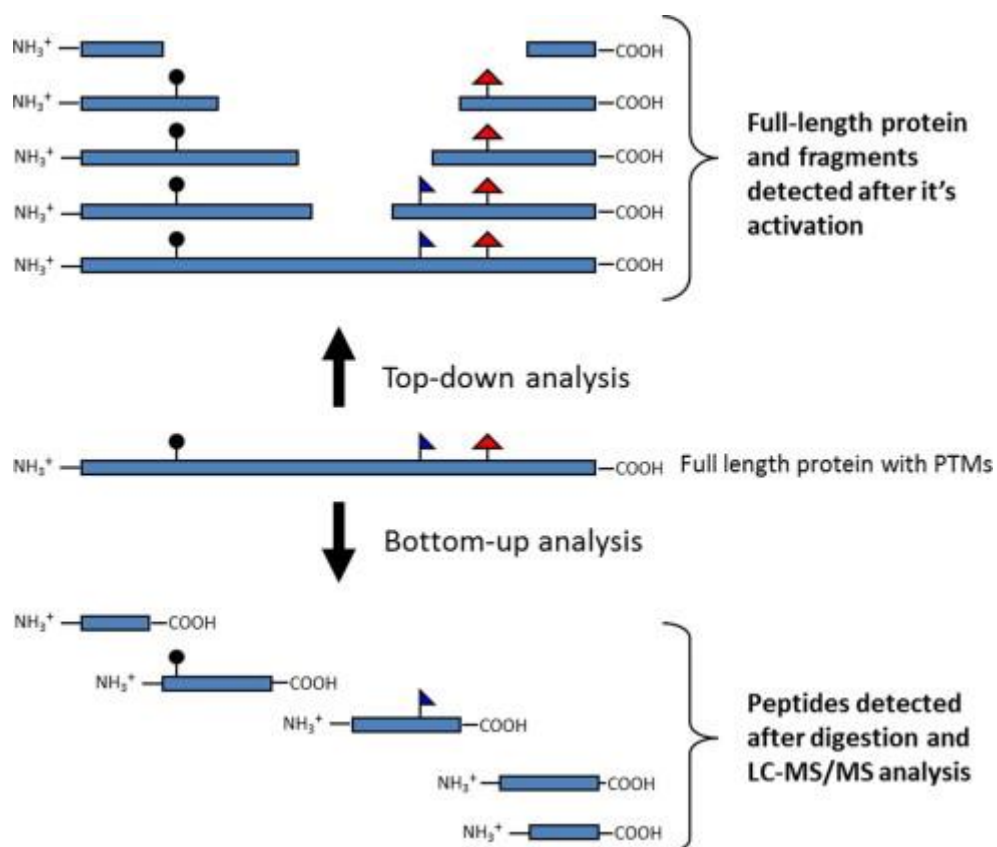 NH₃⁺ COOH
NH₃⁺ COOH
NH₃⁺ COOH
NH₃⁺ COOH
NH₃⁺ COOH
Full-length protein
and fragments
detected after it's
activation
Top-down analysis
NH₃⁺ COOH Full length protein with PTMs
Bottom-up analysis
NH₃⁺ COOH
NH₃⁺ COOH
NH₃⁺ COOH
NH₃⁺ COOH
NH₃⁺ COOH
Peptides detected
after digestion and
LC-MS/MS analysis